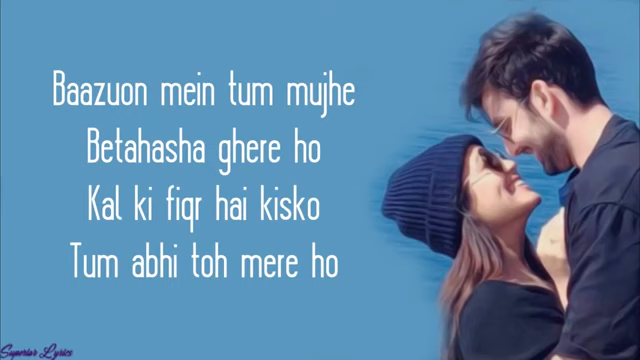 Baazuon mein tum mujhe
Betahasha ghere ho
Kal ki fiqr hai kisko
Tum abhi toh mere ho
Superior Lyrics